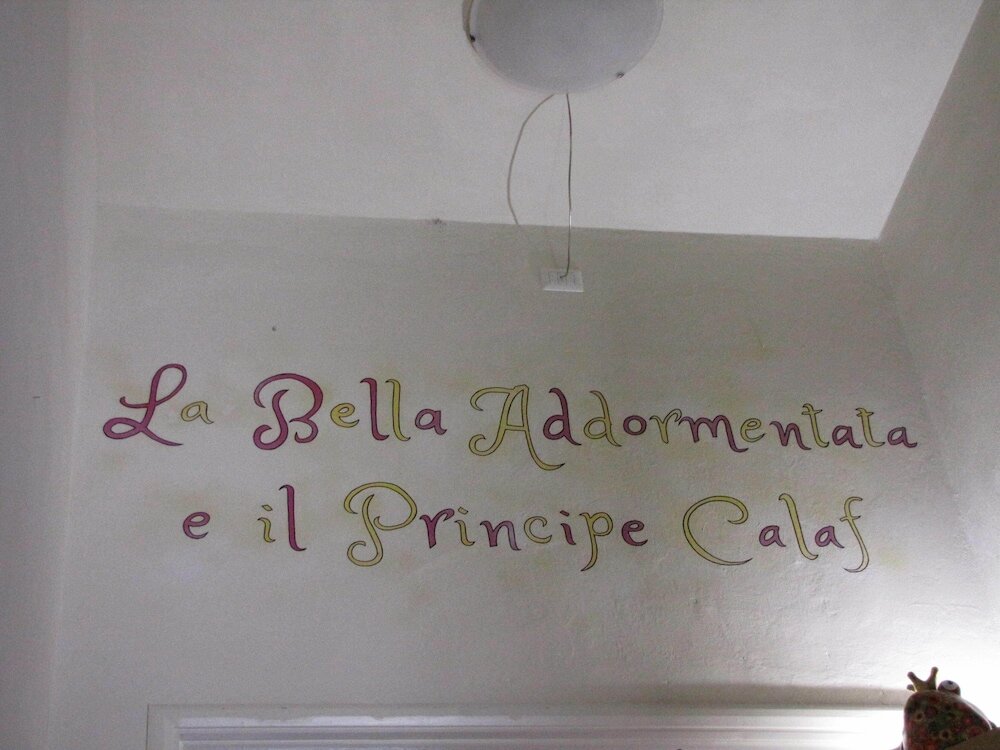 La Bella Addormentata
e il Principe Calaf